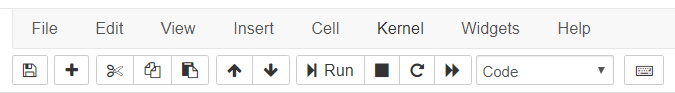 File Edit View Insert Cell Kernel Widgets Help
Run Code